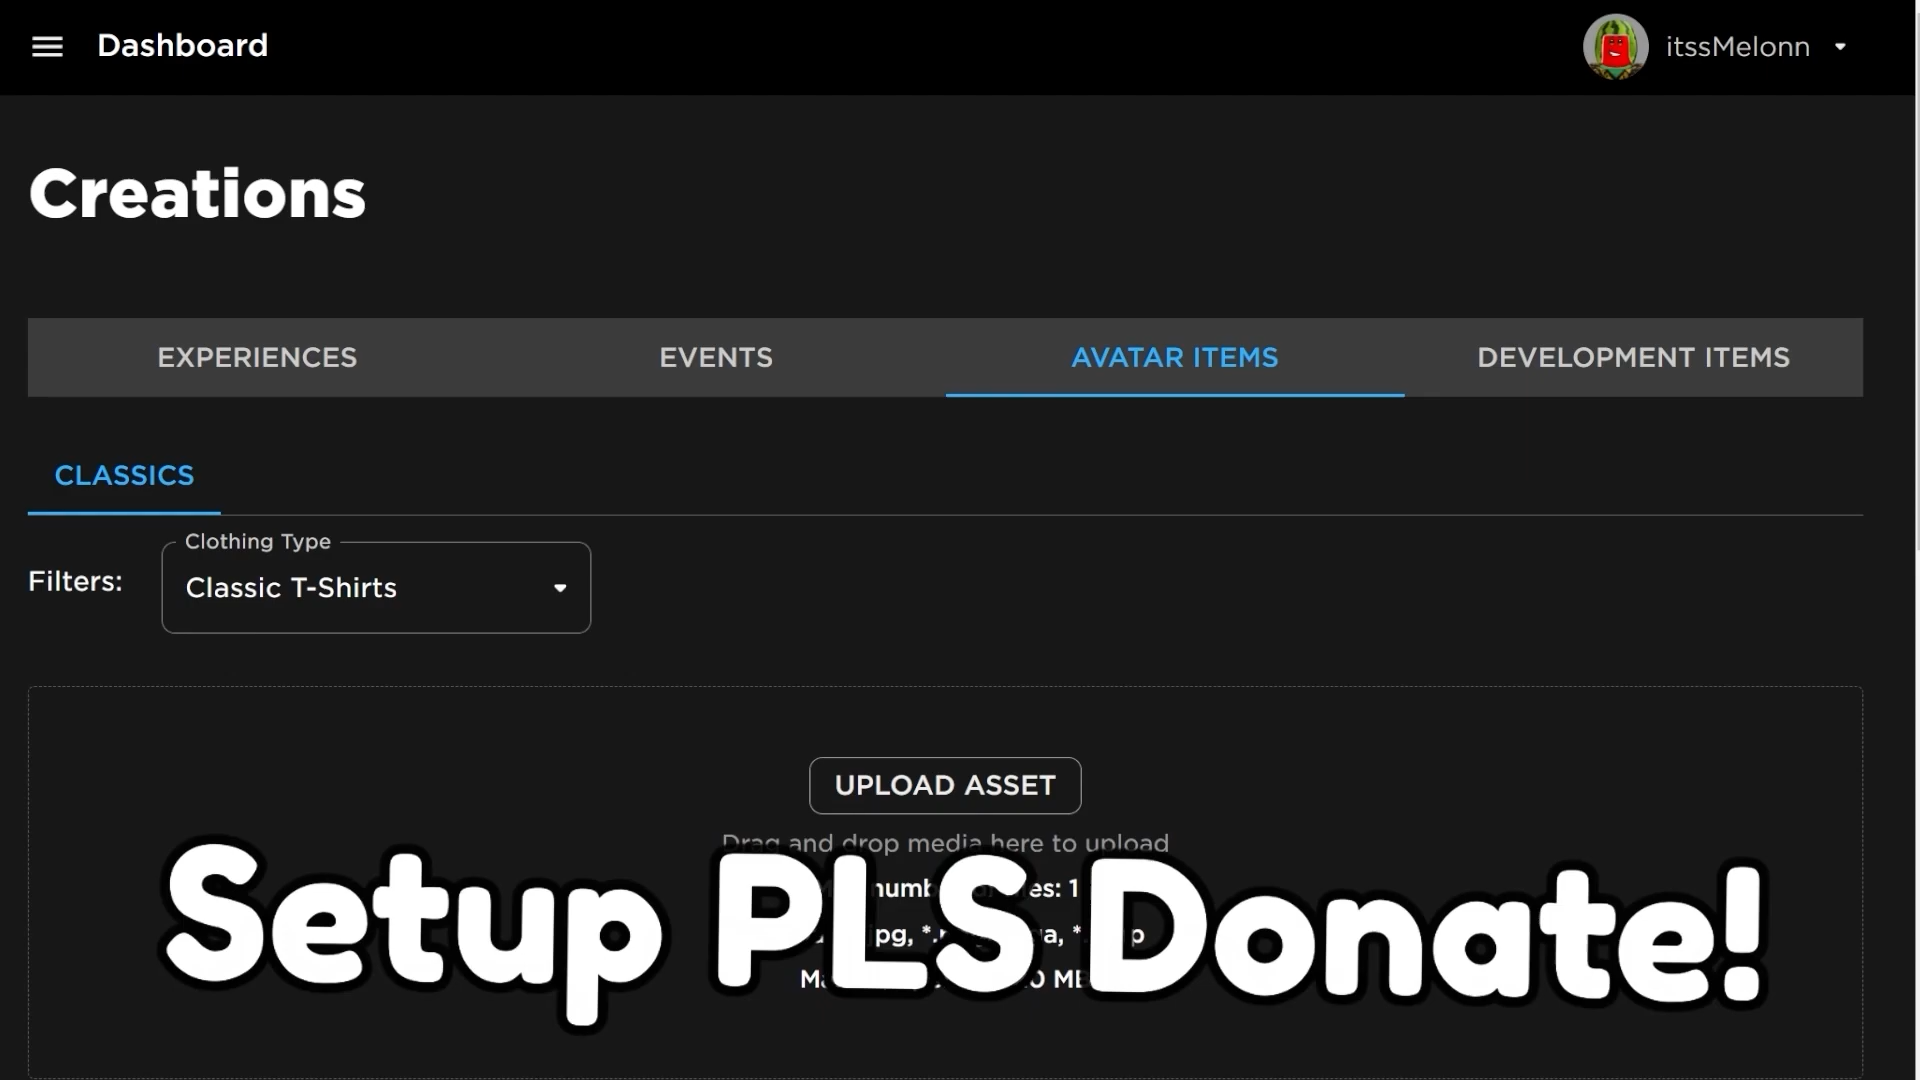 Dashboard
itssMelonn
Creations
EXPERIENCES
EVENTS
AVATAR ITEMS
DEVELOPMENT ITEMS
CLASSICS
Filters:
Clothing Type
Classic T-Shirts
UPLOAD ASSET
Drag and drop media here to upload
1
Setup PLS Donate!